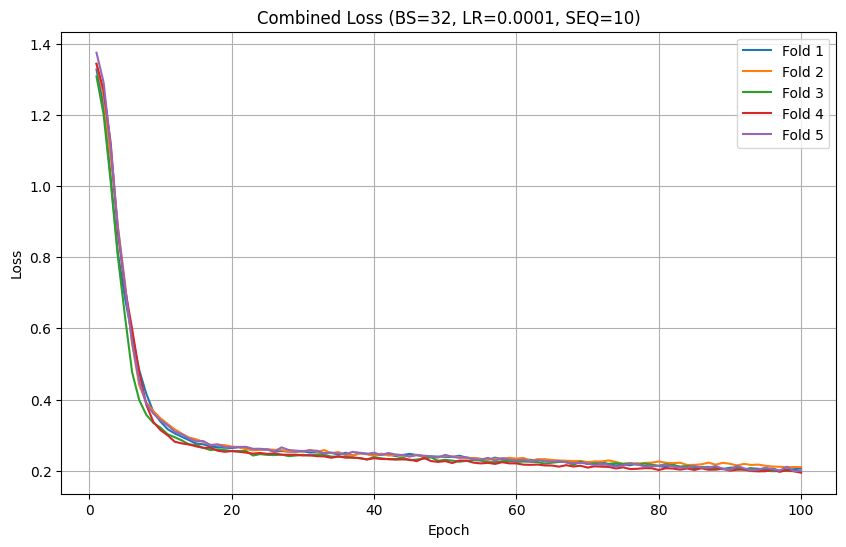 Combined Loss (BS=32, LR=0.0001, SEQ=10)
1.4
1.2
1.0
0.8
0.6
0.4
0.2
Loss
Fold 1
Fold 2
Fold 3
Fold 4
Fold 5
0 20 40 60 80 100
Epoch